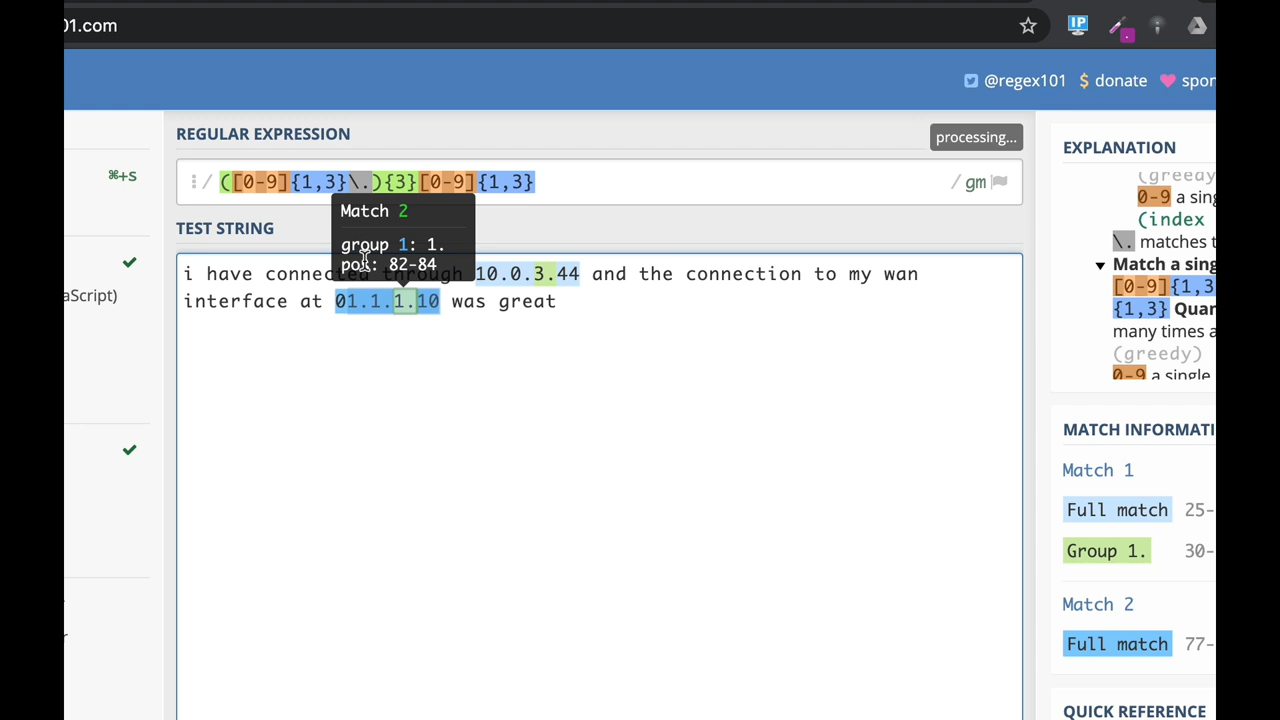 01.com
IP
@regex101 $ donate spor
REGULAR EXPRESSION
processing...
EXPLANATION
⌘+S
/ ([0-9]{1,3}\.){3}[0-9]{1,3}
/ gm
(greedy)
0-9 a sing
(index
\. matches t
Match a sing
[0-9]{1,3
{1,3} Quan
many times a
(greedy)
0-9 a single
Match 2
group 1: 1.
pos: 82-84
TEST STRING
i have connected through 10.0.3.44 and the connection to my wan
interface at 01.1.1.10 was great
aScript)
MATCH INFORMATI
Match 1
Full match 25-
Group 1. 30-
Match 2
Full match 77-
QUICK REFERENCE